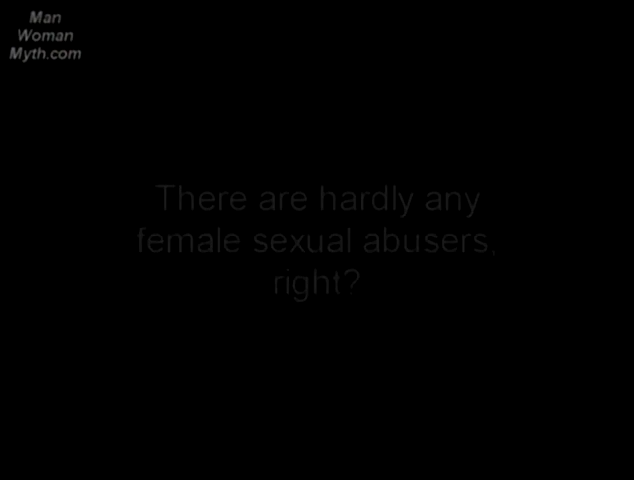 Man
Woman
Myth.com
There are hardly any
female sexual abusers,
right?